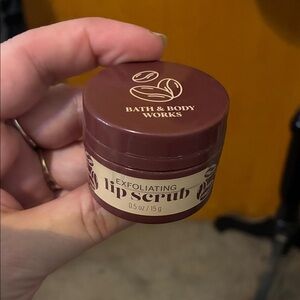 BATH & BODY
WORKS
EXFOLIATING
lip scrub
0.5 oz / 15 g